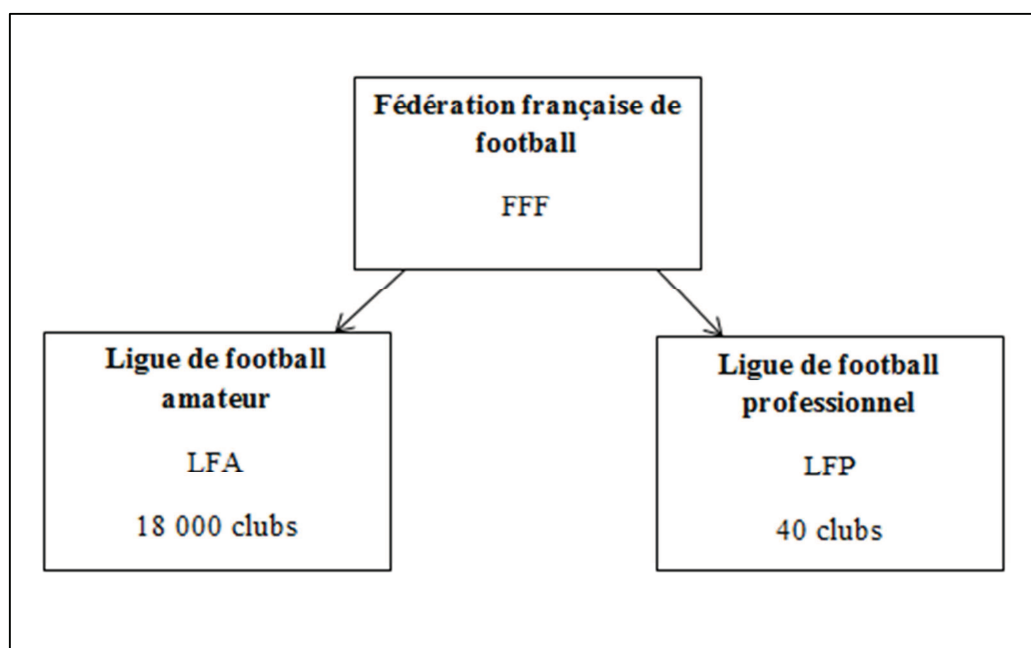 Fédération française de
football
FFF
Ligue de football
amateur
LFA
18 000 clubs
Ligue de football
professionnel
LFP
40 clubs